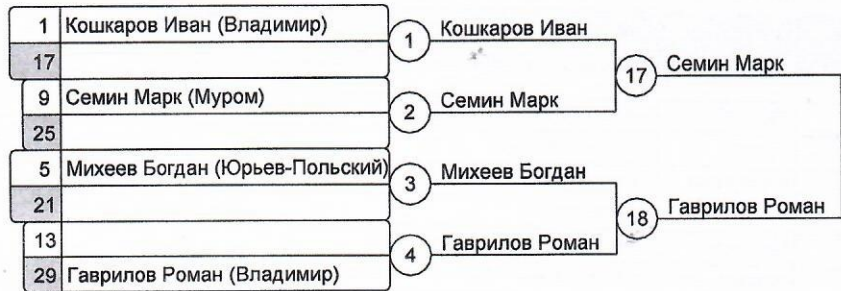 1 Кошкаров Иван (Владимир)
17
9 Семин Марк (Муром)
25
5 Михеев Богдан (Юрьев-Польский)
21
13
29 Гаврилов Роман (Владимир)
1 Кошкаров Иван
2 Семин Марк
3 Михеев Богдан
4 Гаврилов Роман
17 Семин Марк
18 Гаврилов Роман